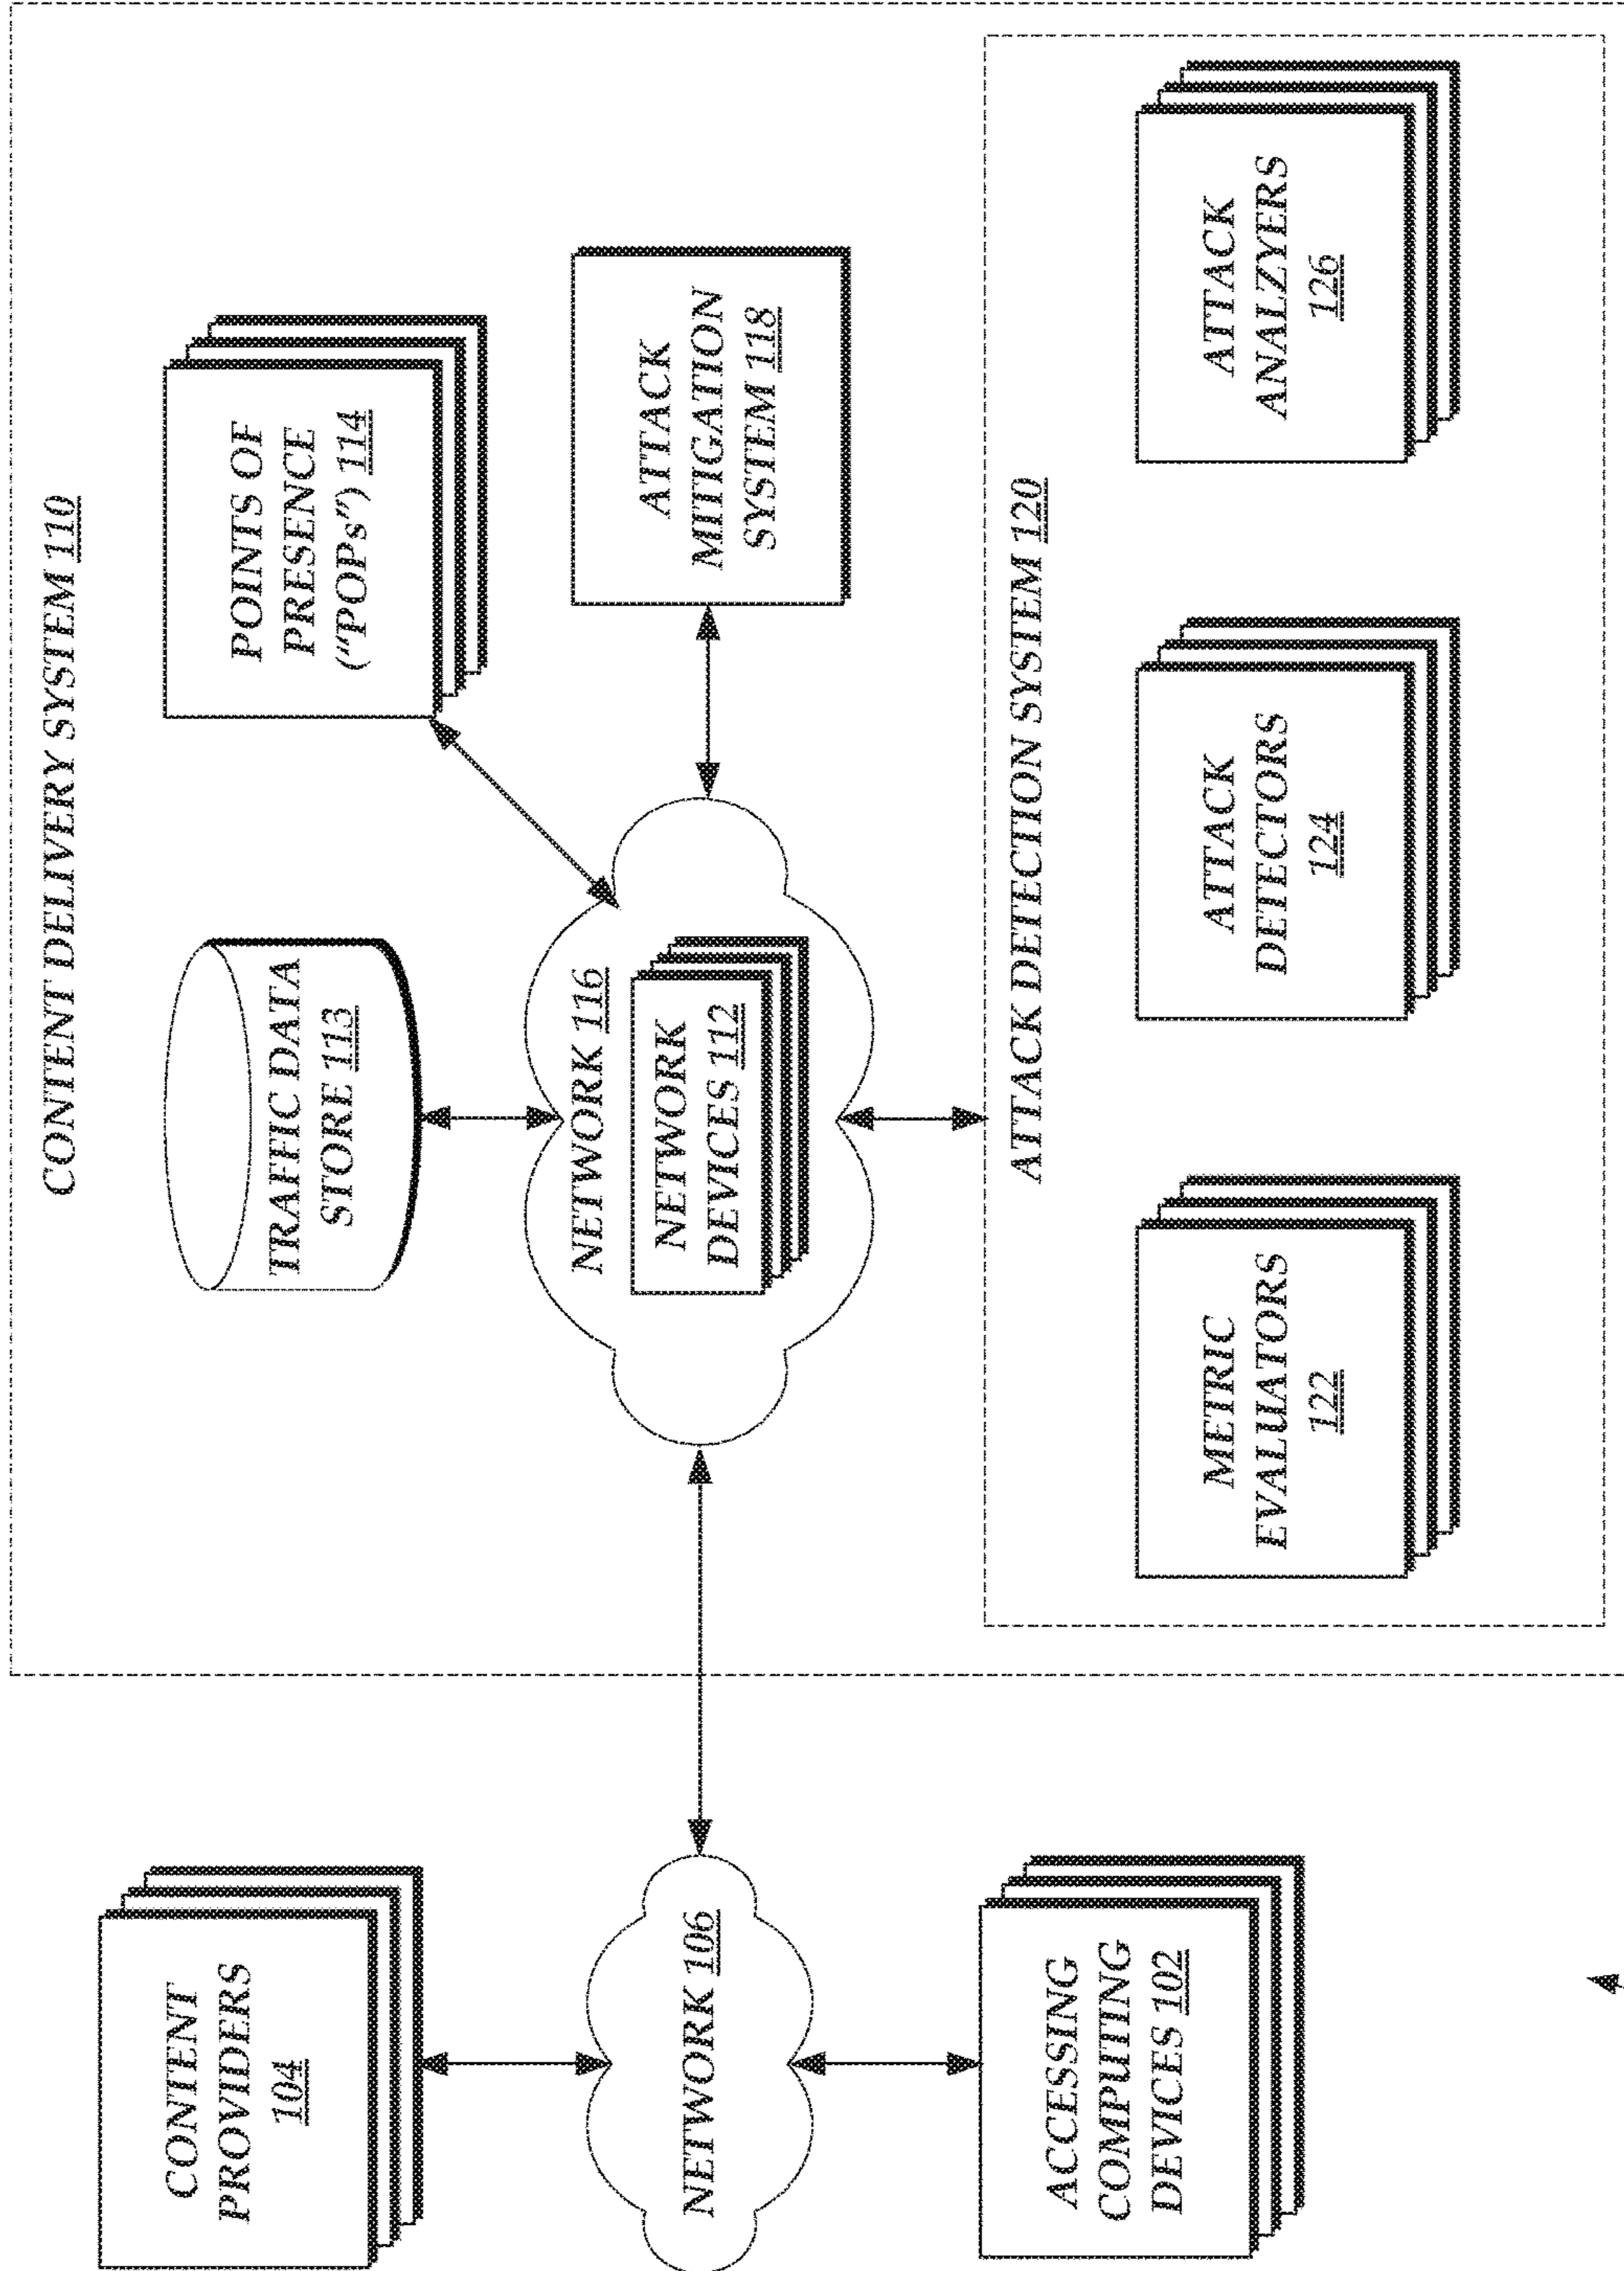 CONTENT
PROVIDERS
104
NETWORK 106
ACCESSING
COMPUTING
DEVICES 102
CONTENT DELIVERY SYSTEM 110
TRAFFIC DATA
STORE 113
POINTS OF
PRESENCE
(“POPs”) 114
NETWORK 116
NETWORK
DEVICES 112
ATTACK
MITIGATION
SYSTEM 118
ATTACK DETECTION SYSTEM 120
METRIC
EVALUATORS
122
ATTACK
DETECTORS
124
ATTACK
ANALZYERS
126